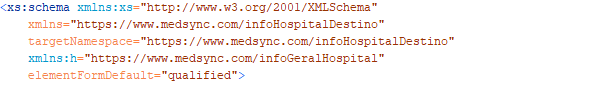 <xs:schema xmlns:xs="http://www.w3.org/2001/XMLSchema"
xmlns="https://www.medsync.com/infoHospitalDestino"
targetNamespace="https://www.medsync.com/infoHospitalDestino"
xmlns:h="https://www.medsync.com/infoGeralHospital"
elementFormDefault="qualified">